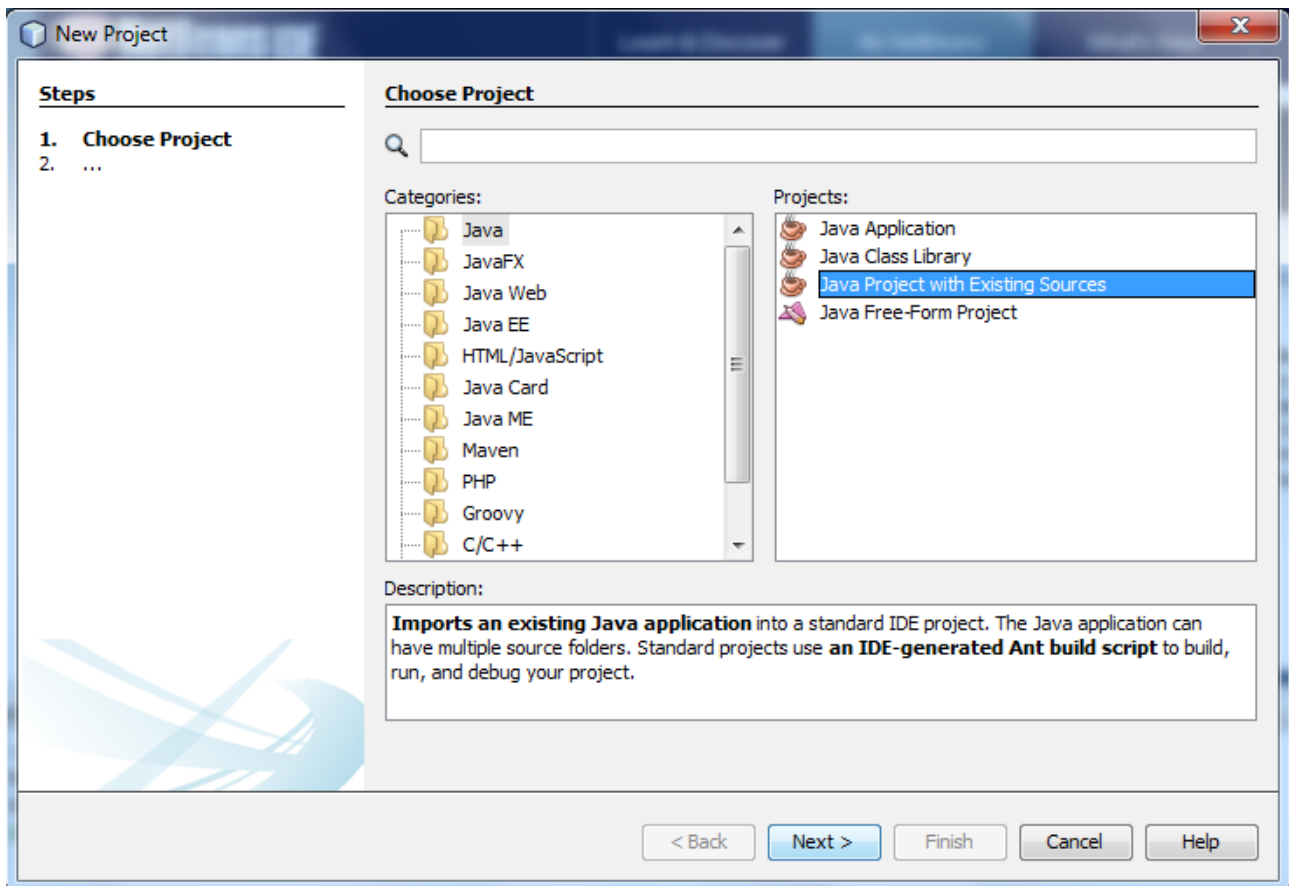 New Project
X
Steps
Choose Project
1. Choose Project
2. ...
Categories:
Projects:
Java
JavaFX
Java Web
Java EE
HTML/JavaScript
Java Card
Java ME
Maven
PHP
Groovy
C/C++
Java Application
Java Class Library
Java Project with Existing Sources
Java Free-Form Project
Description:
Imports an existing Java application into a standard IDE project. The Java application can
have multiple source folders. Standard projects use an IDE-generated Ant build script to build,
run, and debug your project.
< Back
Next >
Finish
Cancel
Help